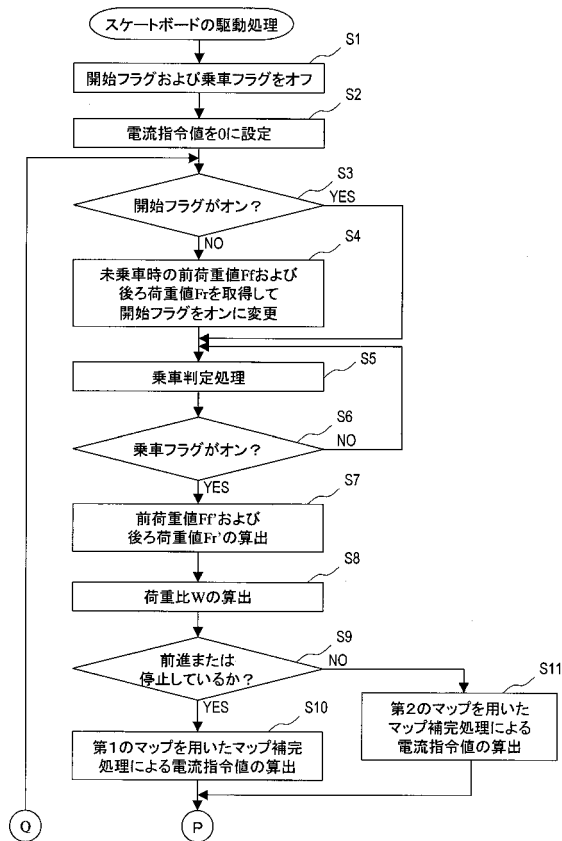 スケートボードの駆動処理
S1
開始フラグおよび乗車フラグをオフ
S2
電流指令値を0に設定
S3
開始フラグがオン？
YES
NO
S4
未乗車時の前荷重値Ffおよび
後ろ荷重値Frを取得して
開始フラグをオンに変更
S5
乗車判定処理
S6
乗車フラグがオン？
NO
YES
S7
前荷重値Ff'および
後ろ荷重値Fr'の算出
S8
荷重比Wの算出
S9
前進または
停止しているか？
NO
YES
S10
第1のマップを用いたマップ補完
処理による電流指令値の算出
S11
第2のマップを用いた
マップ補完処理による
電流指令値の算出
Q
P